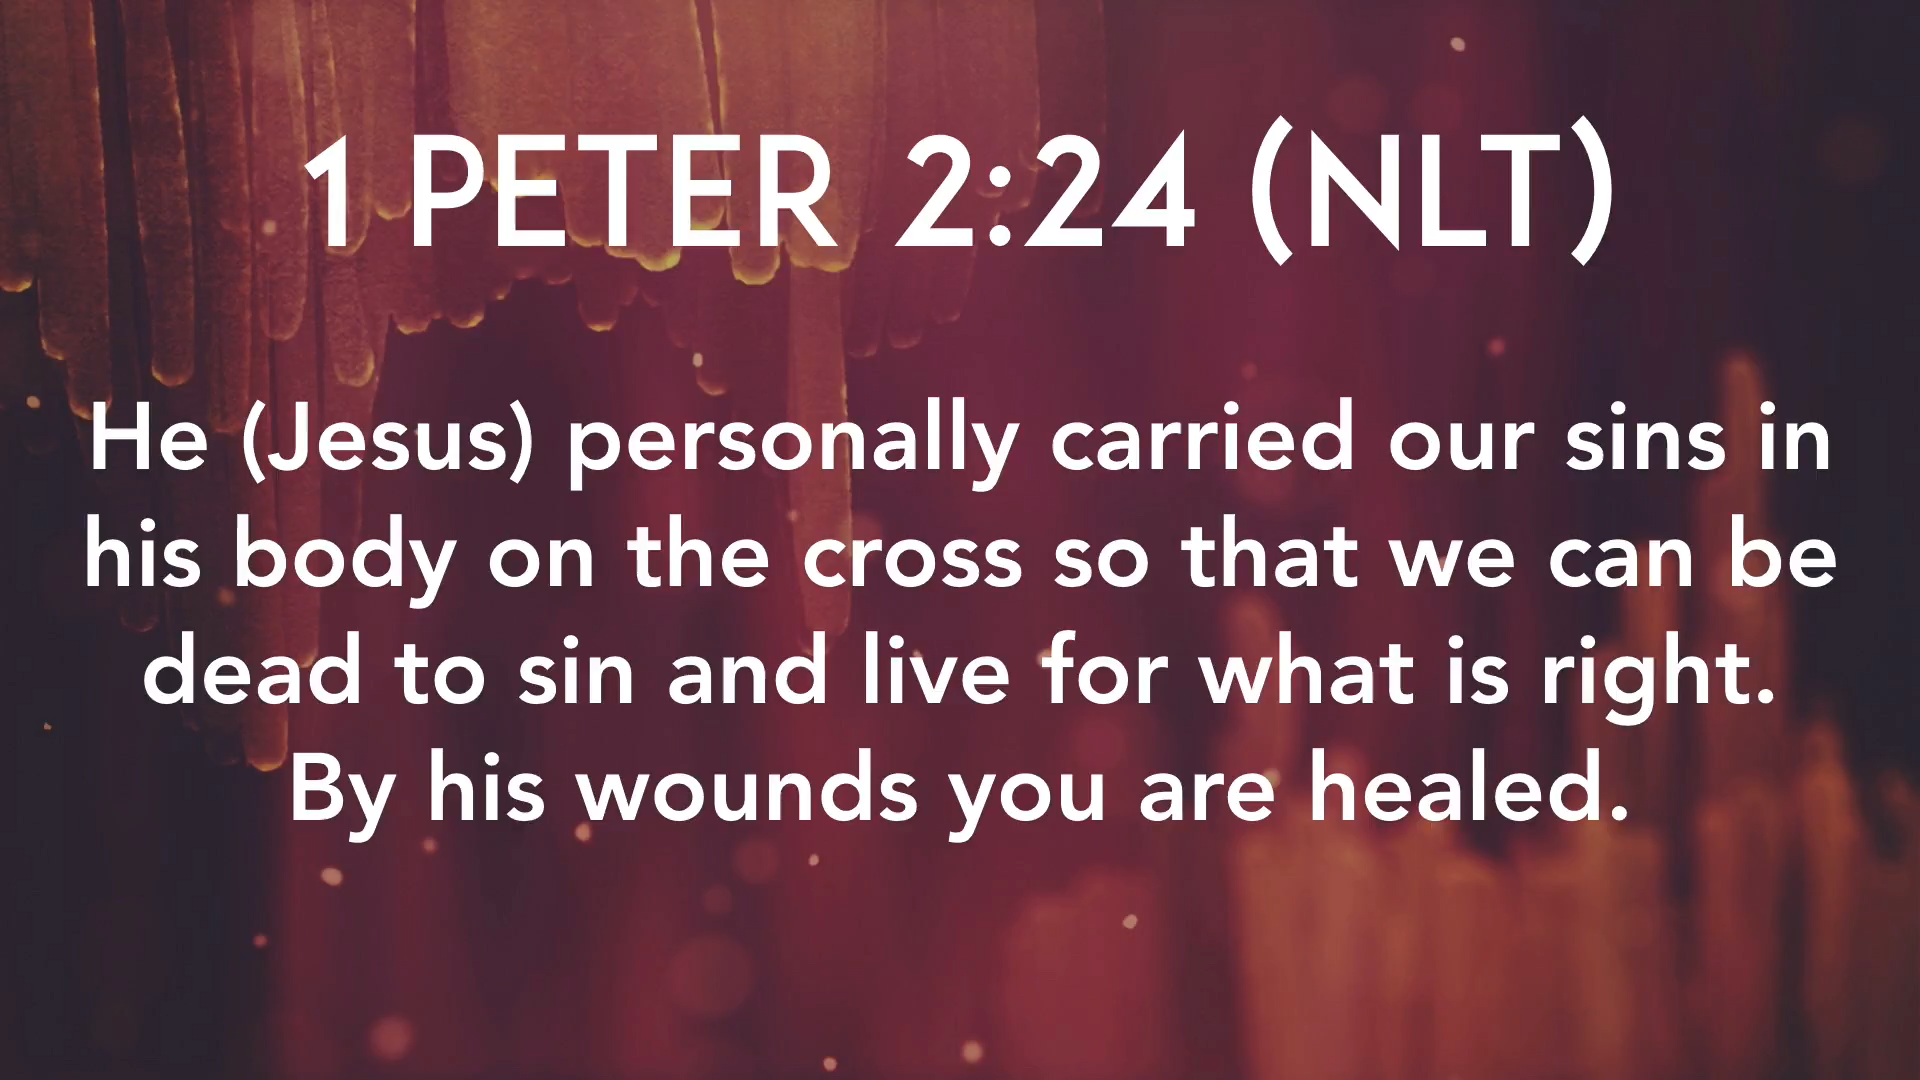 1 PETER 2:24 (NLT)
He (Jesus) personally carried our sins in
his body on the cross so that we can be
dead to sin and live for what is right.
By his wounds you are healed.